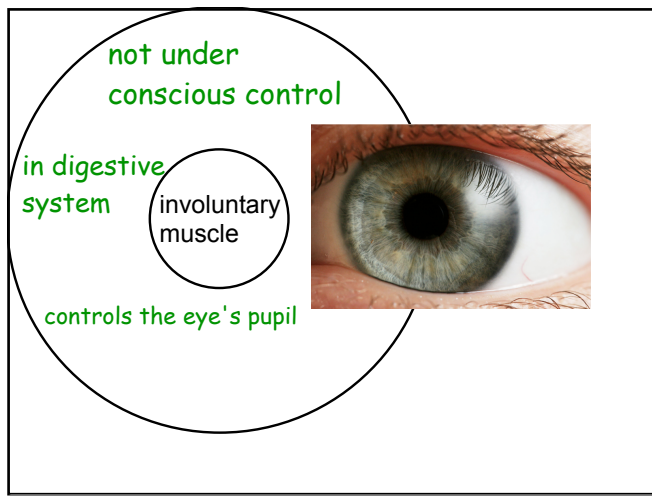 not under
conscious control
in digestive
system
involuntary
muscle
controls the eye's pupil